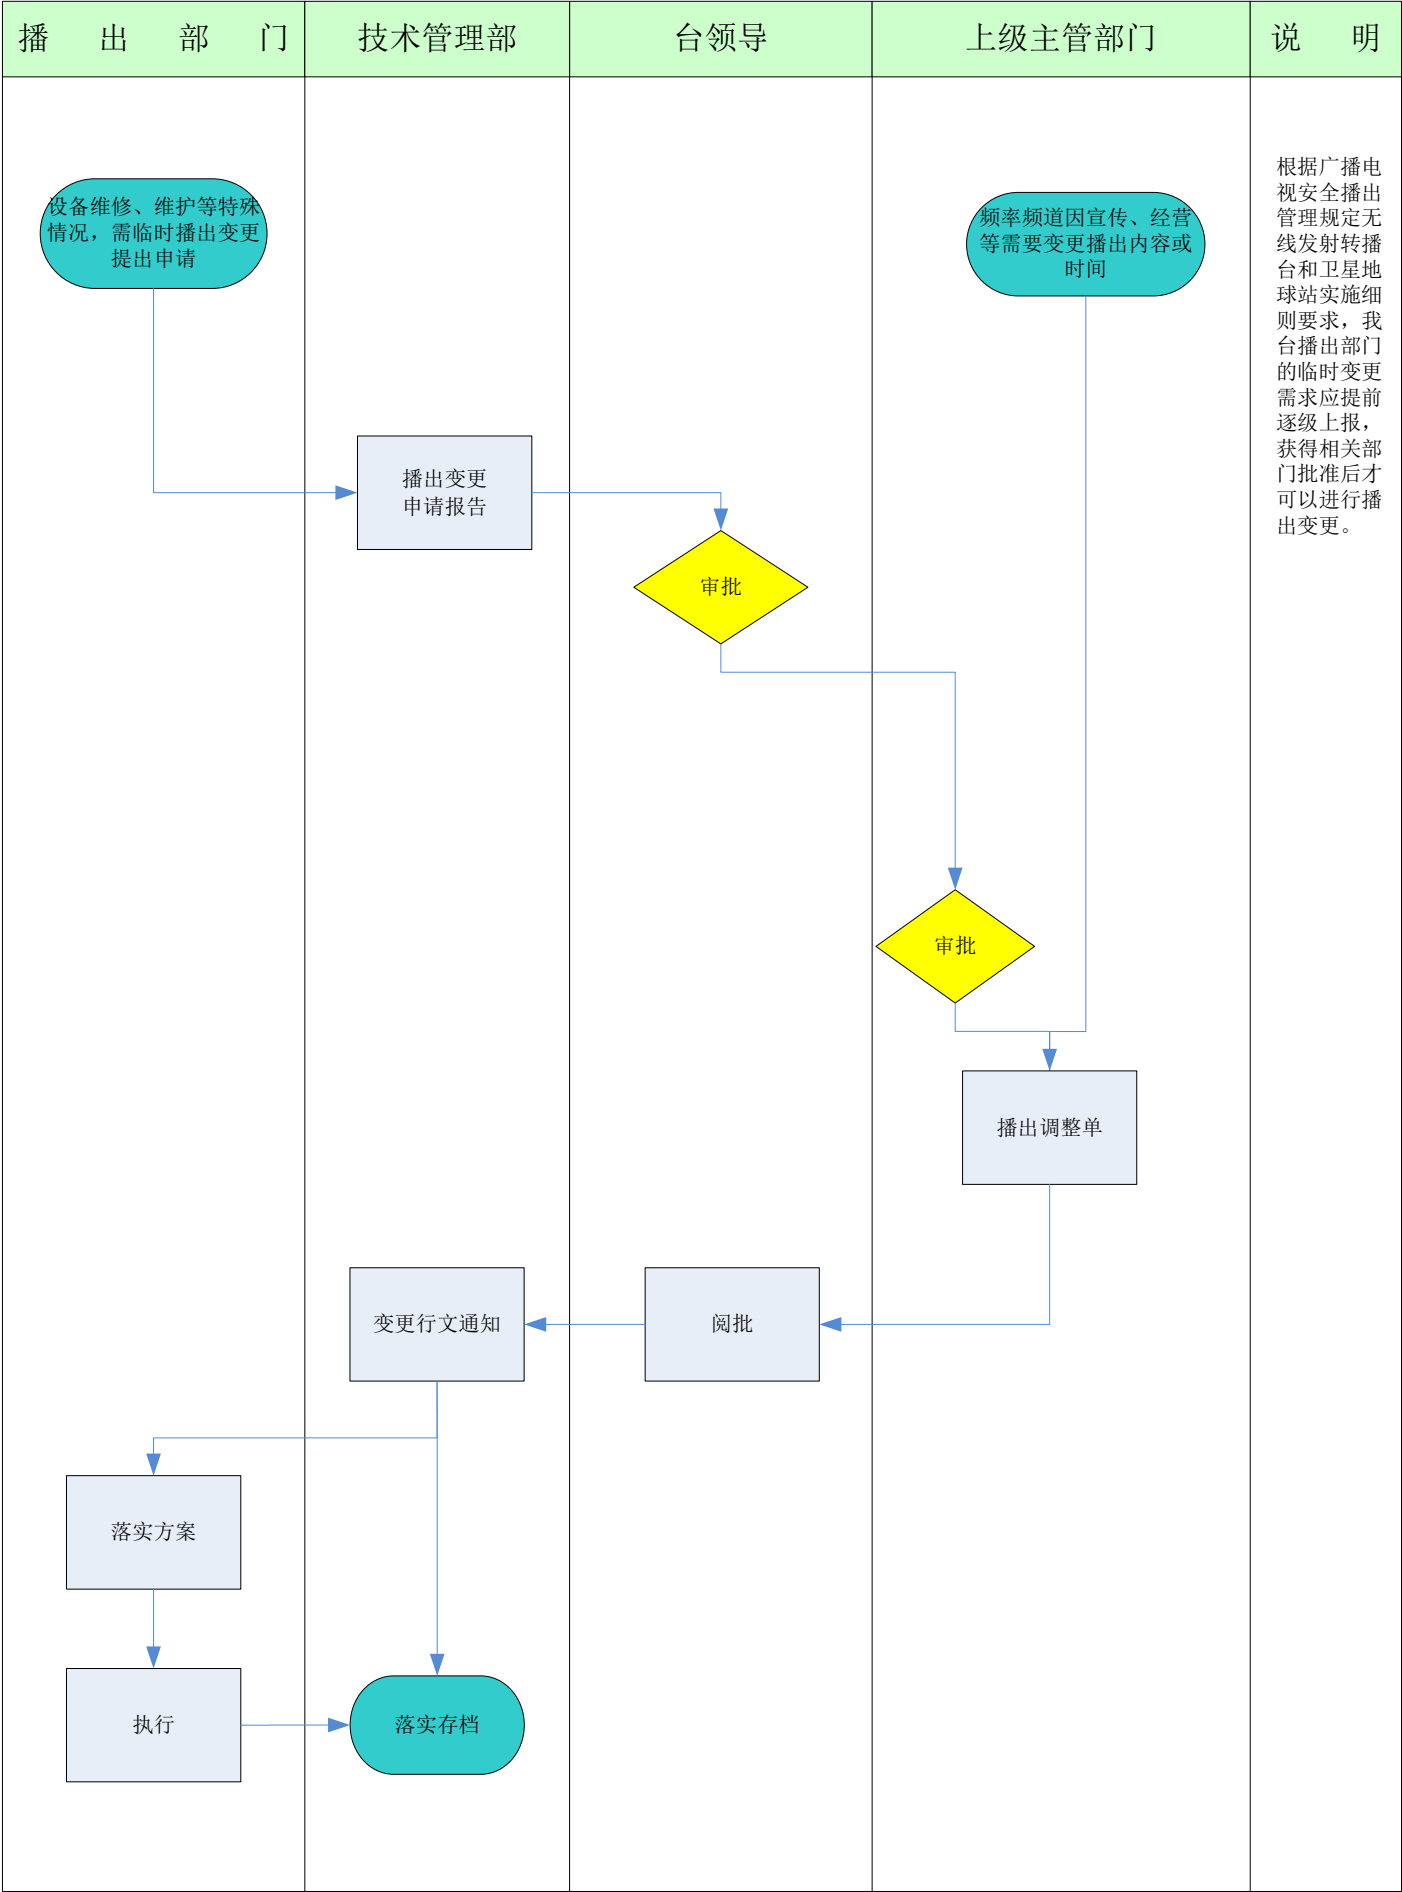 播出部门
技术管理部
台领导
上级主管部门
说明
设备维修、维护等特殊
情况，需临时播出变更
提出申请
频率频道因宣传、经营
等需要变更播出内容或
时间
根据广播电
视安全播出
管理规定无
线发射转播
台和卫星地
球站实施细
则要求，我
台播出部门
的临时变更
需求应提前
逐级上报，
获得相关部
门批准后才
可以进行播
出变更。
播出变更
申请报告
审批
审批
播出调整单
变更行文通知
阅批
落实方案
执行
落实存档